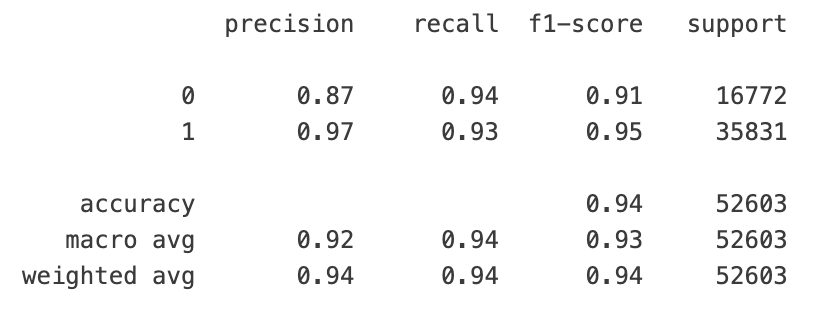 precision recall f1-score support
0 0.87 0.94 0.91 16772
1 0.97 0.93 0.95 35831
accuracy 0.94 52603
macro avg 0.92 0.94 0.93 52603
weighted avg 0.94 0.94 0.94 52603